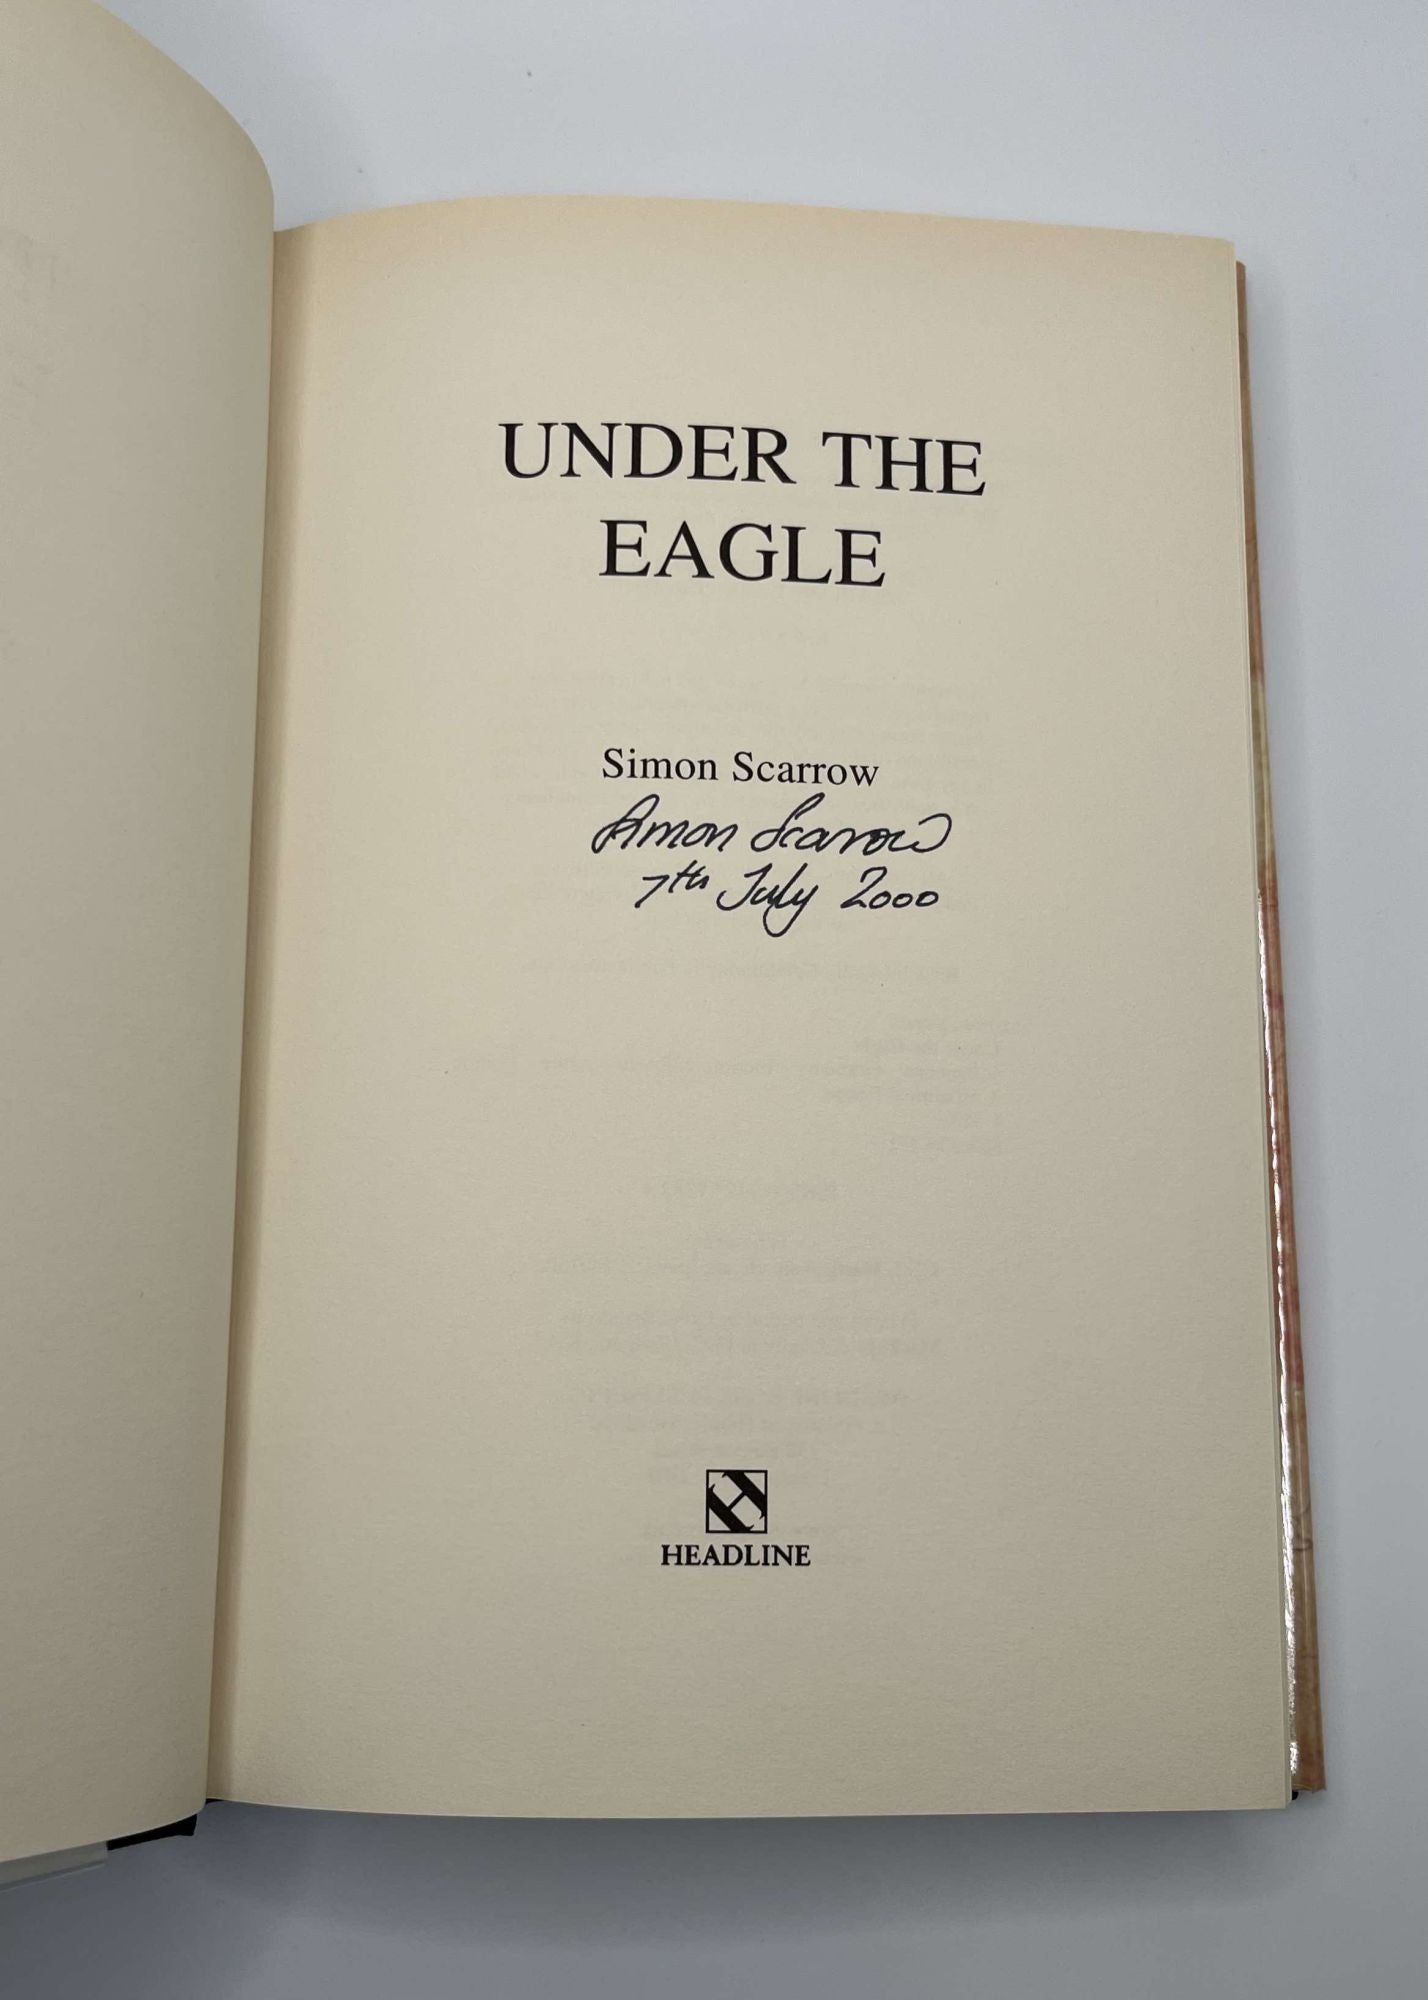 UNDER THE
EAGLE
Simon Scarrow
Simon Scarrow
7th July 2000
HEADLINE